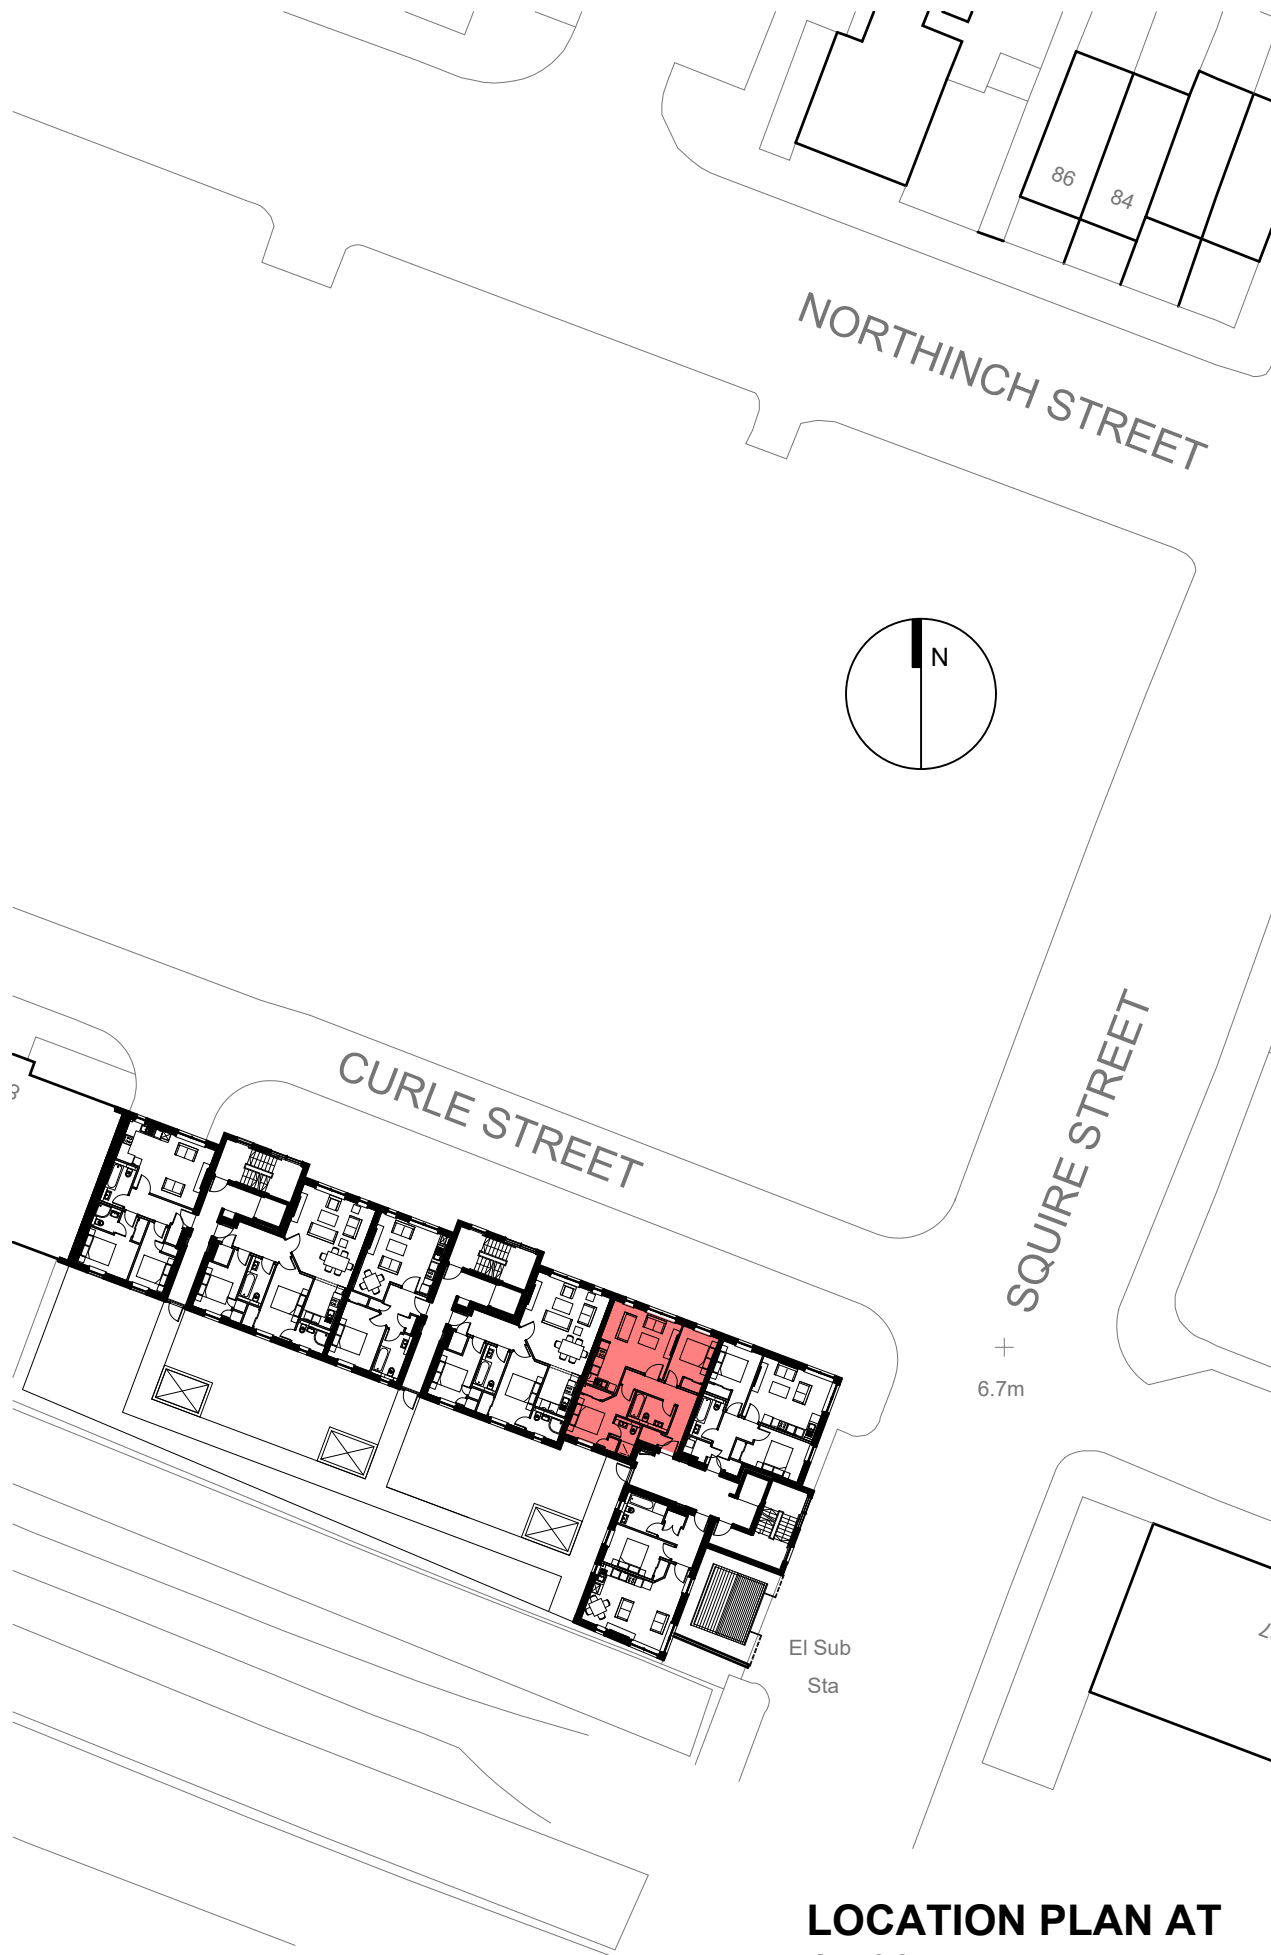 86
84
NORTHINCH STREET
N
CURLE STREET
SQUIRE STREET
6.7m
El Sub
Sta
LOCATION PLAN AT